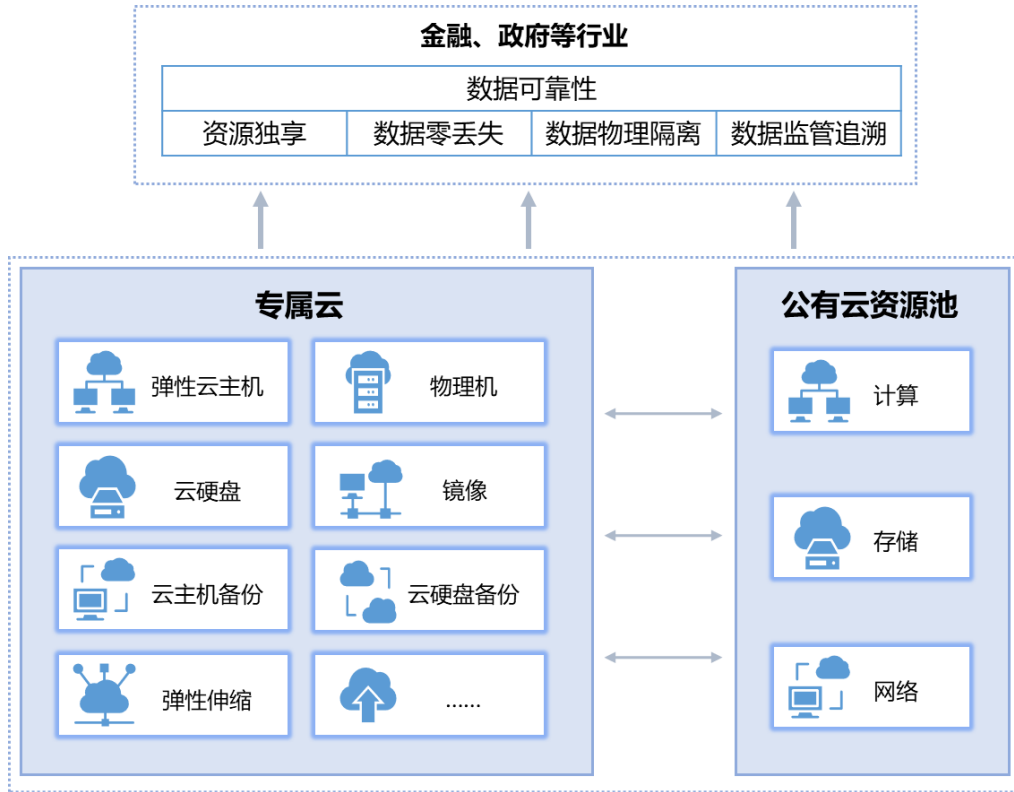 金融、政府等行业
数据可靠性
资源独享 数据零丢失 数据物理隔离 数据监管追溯
专属云
弹性云主机 物理机
云硬盘 镜像
云主机备份 云硬盘备份
弹性伸缩 ……
公有云资源池
计算
存储
网络